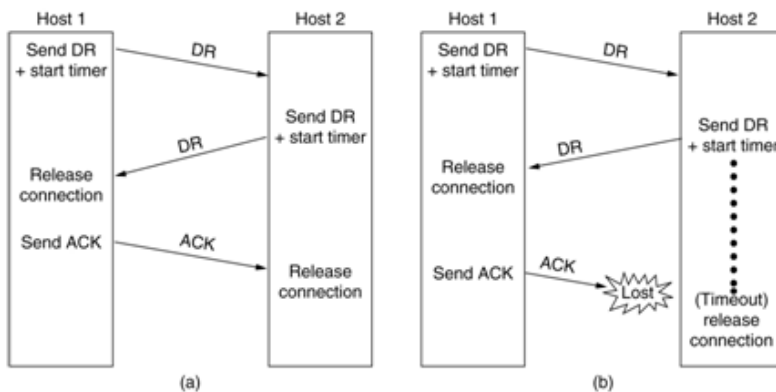 Host 1
Host 2
Send DR
+ start timer
DR
Send DR
+ start timer
DR
Release
connection
Send ACK
ACK
Release
connection
(a)
Host 1
Host 2
Send DR
+ start timer
DR
Send DR
+ start timer
DR
Release
connection
Send ACK
ACK
Lost
(Timeout)
release
connection
(b)